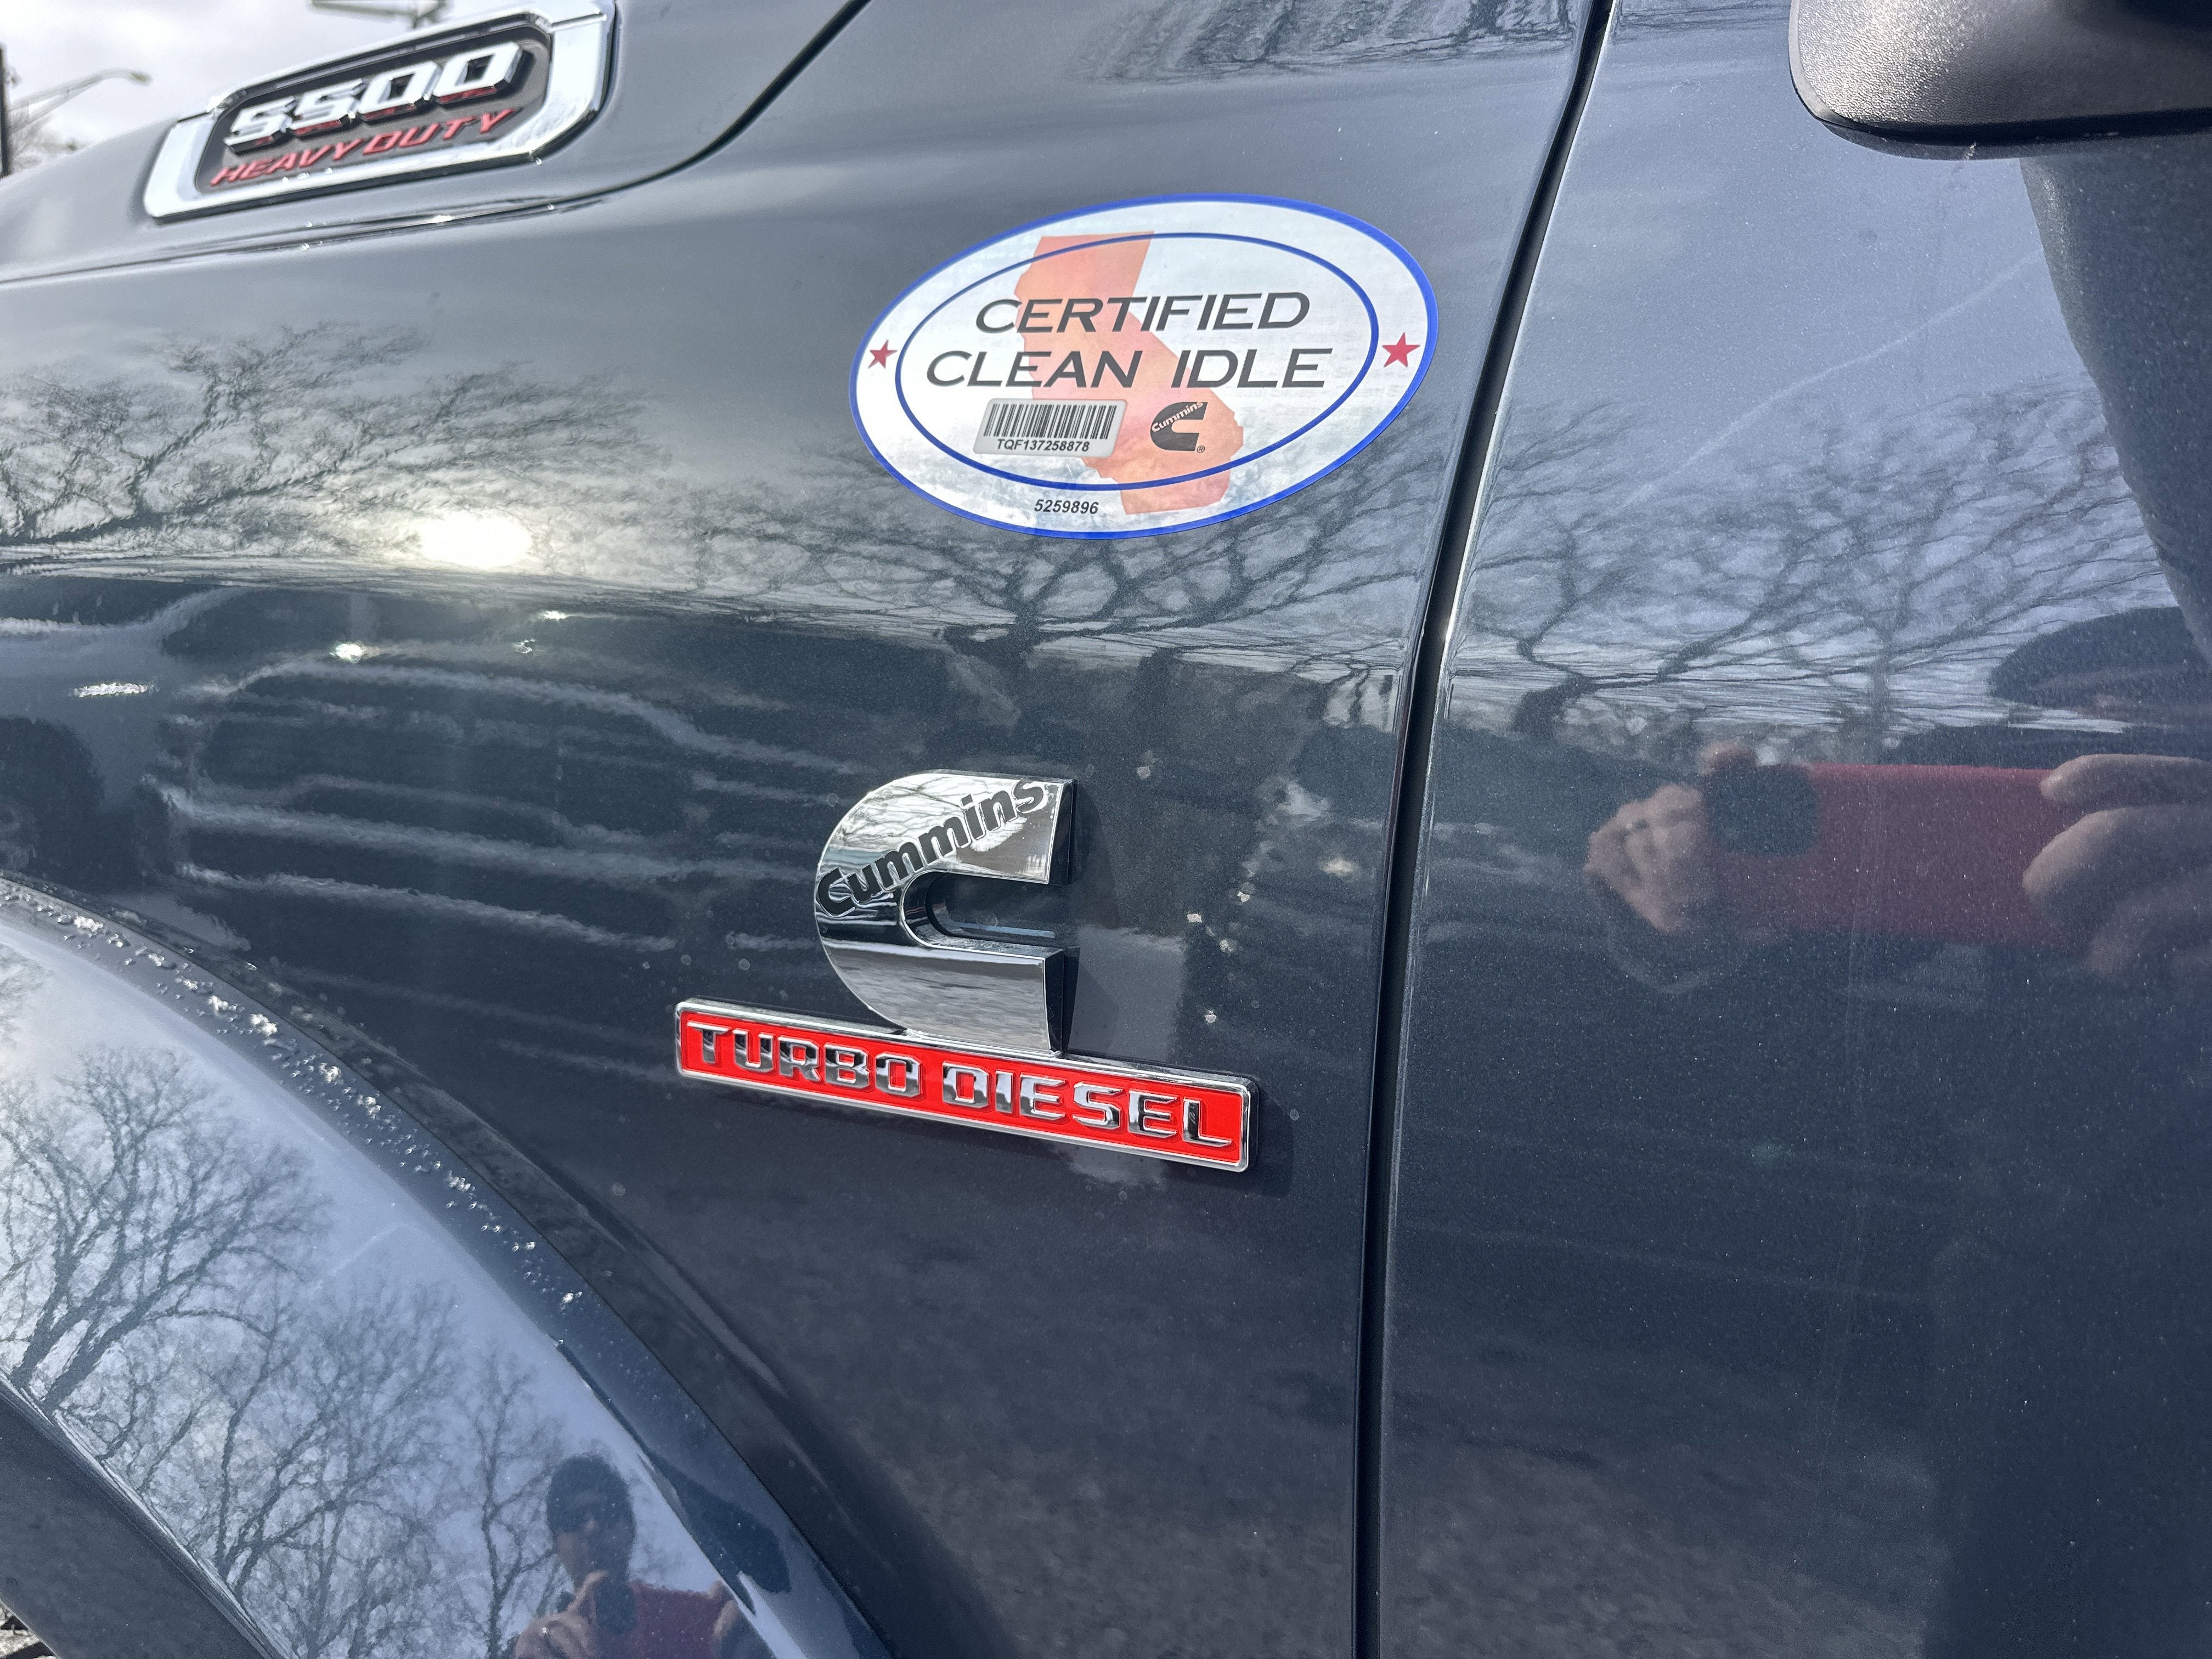 5500
HEAVY DUTY
CERTIFIED
CLEAN IDLE
TQF137258878
Cummins
®
5259896
Cummins
TURBO DIESEL